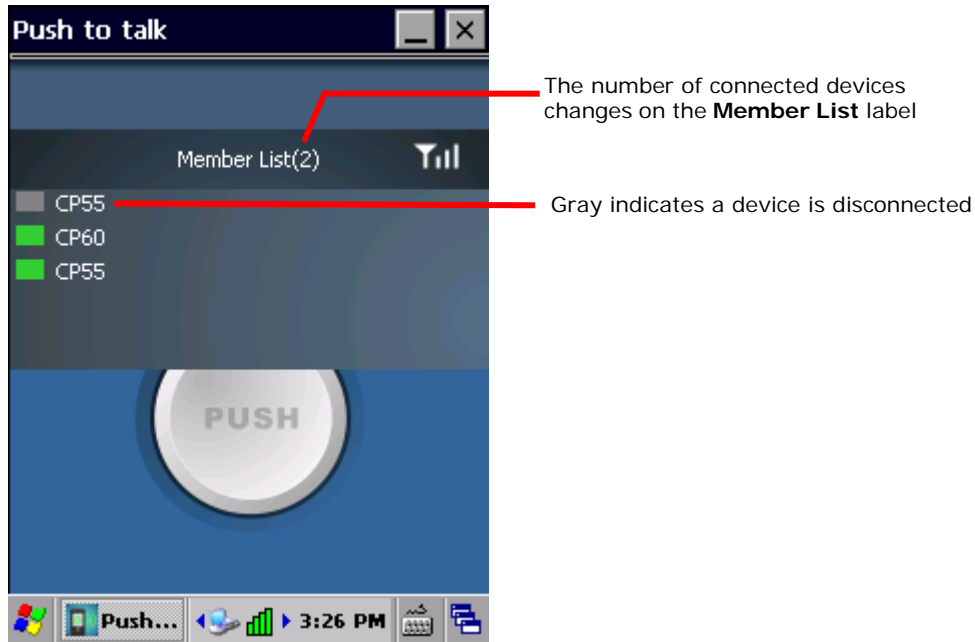 Push to talk
The number of connected devices
changes on the Member List label
Member List(2)
CP55
Gray indicates a device is disconnected
CP60
CP55
PUSH
Push... 3:26 PM